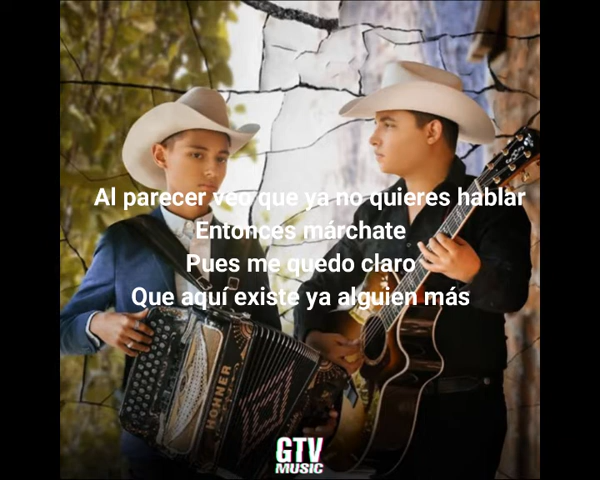 Al parecer veo que ya no quieres hablar
Entonces márchate
Pues me quedo claro
Que aquí existe ya alguien más
HOHNER
GTV
MUSIC